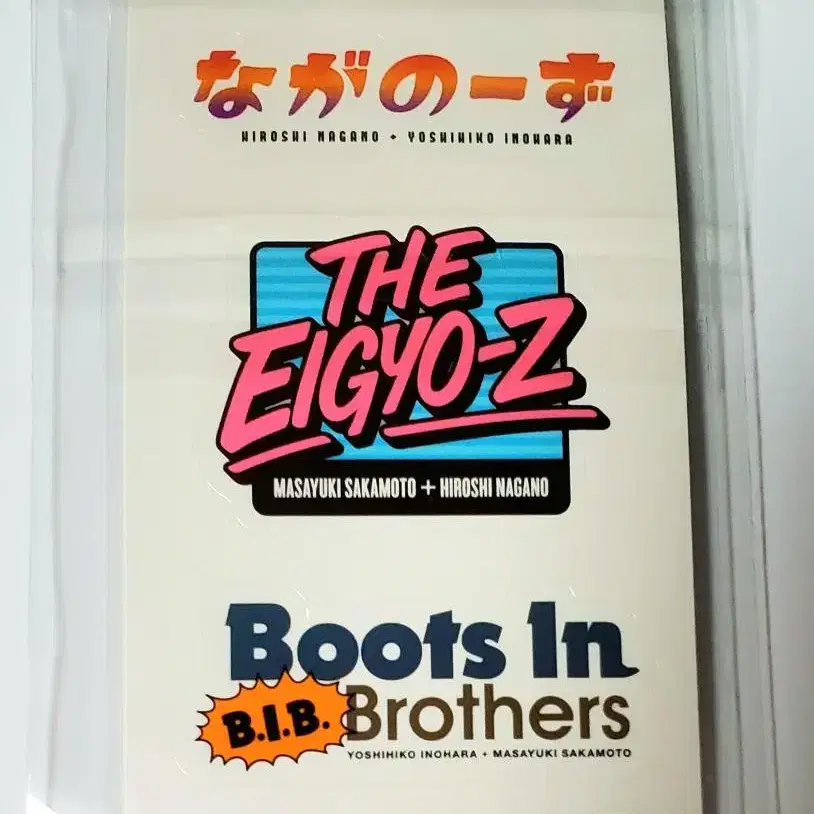 ながのーず
HIROSHI NAGANO + YOSHIHIKO INOHARA
THE
EIGYO-Z
MASAYUKI SAKAMOTO + HIROSHI NAGANO
Boots In
B.I.B. Brothers
YOSHIHIKO INOHARA + MASAYUKI SAKAMOTO